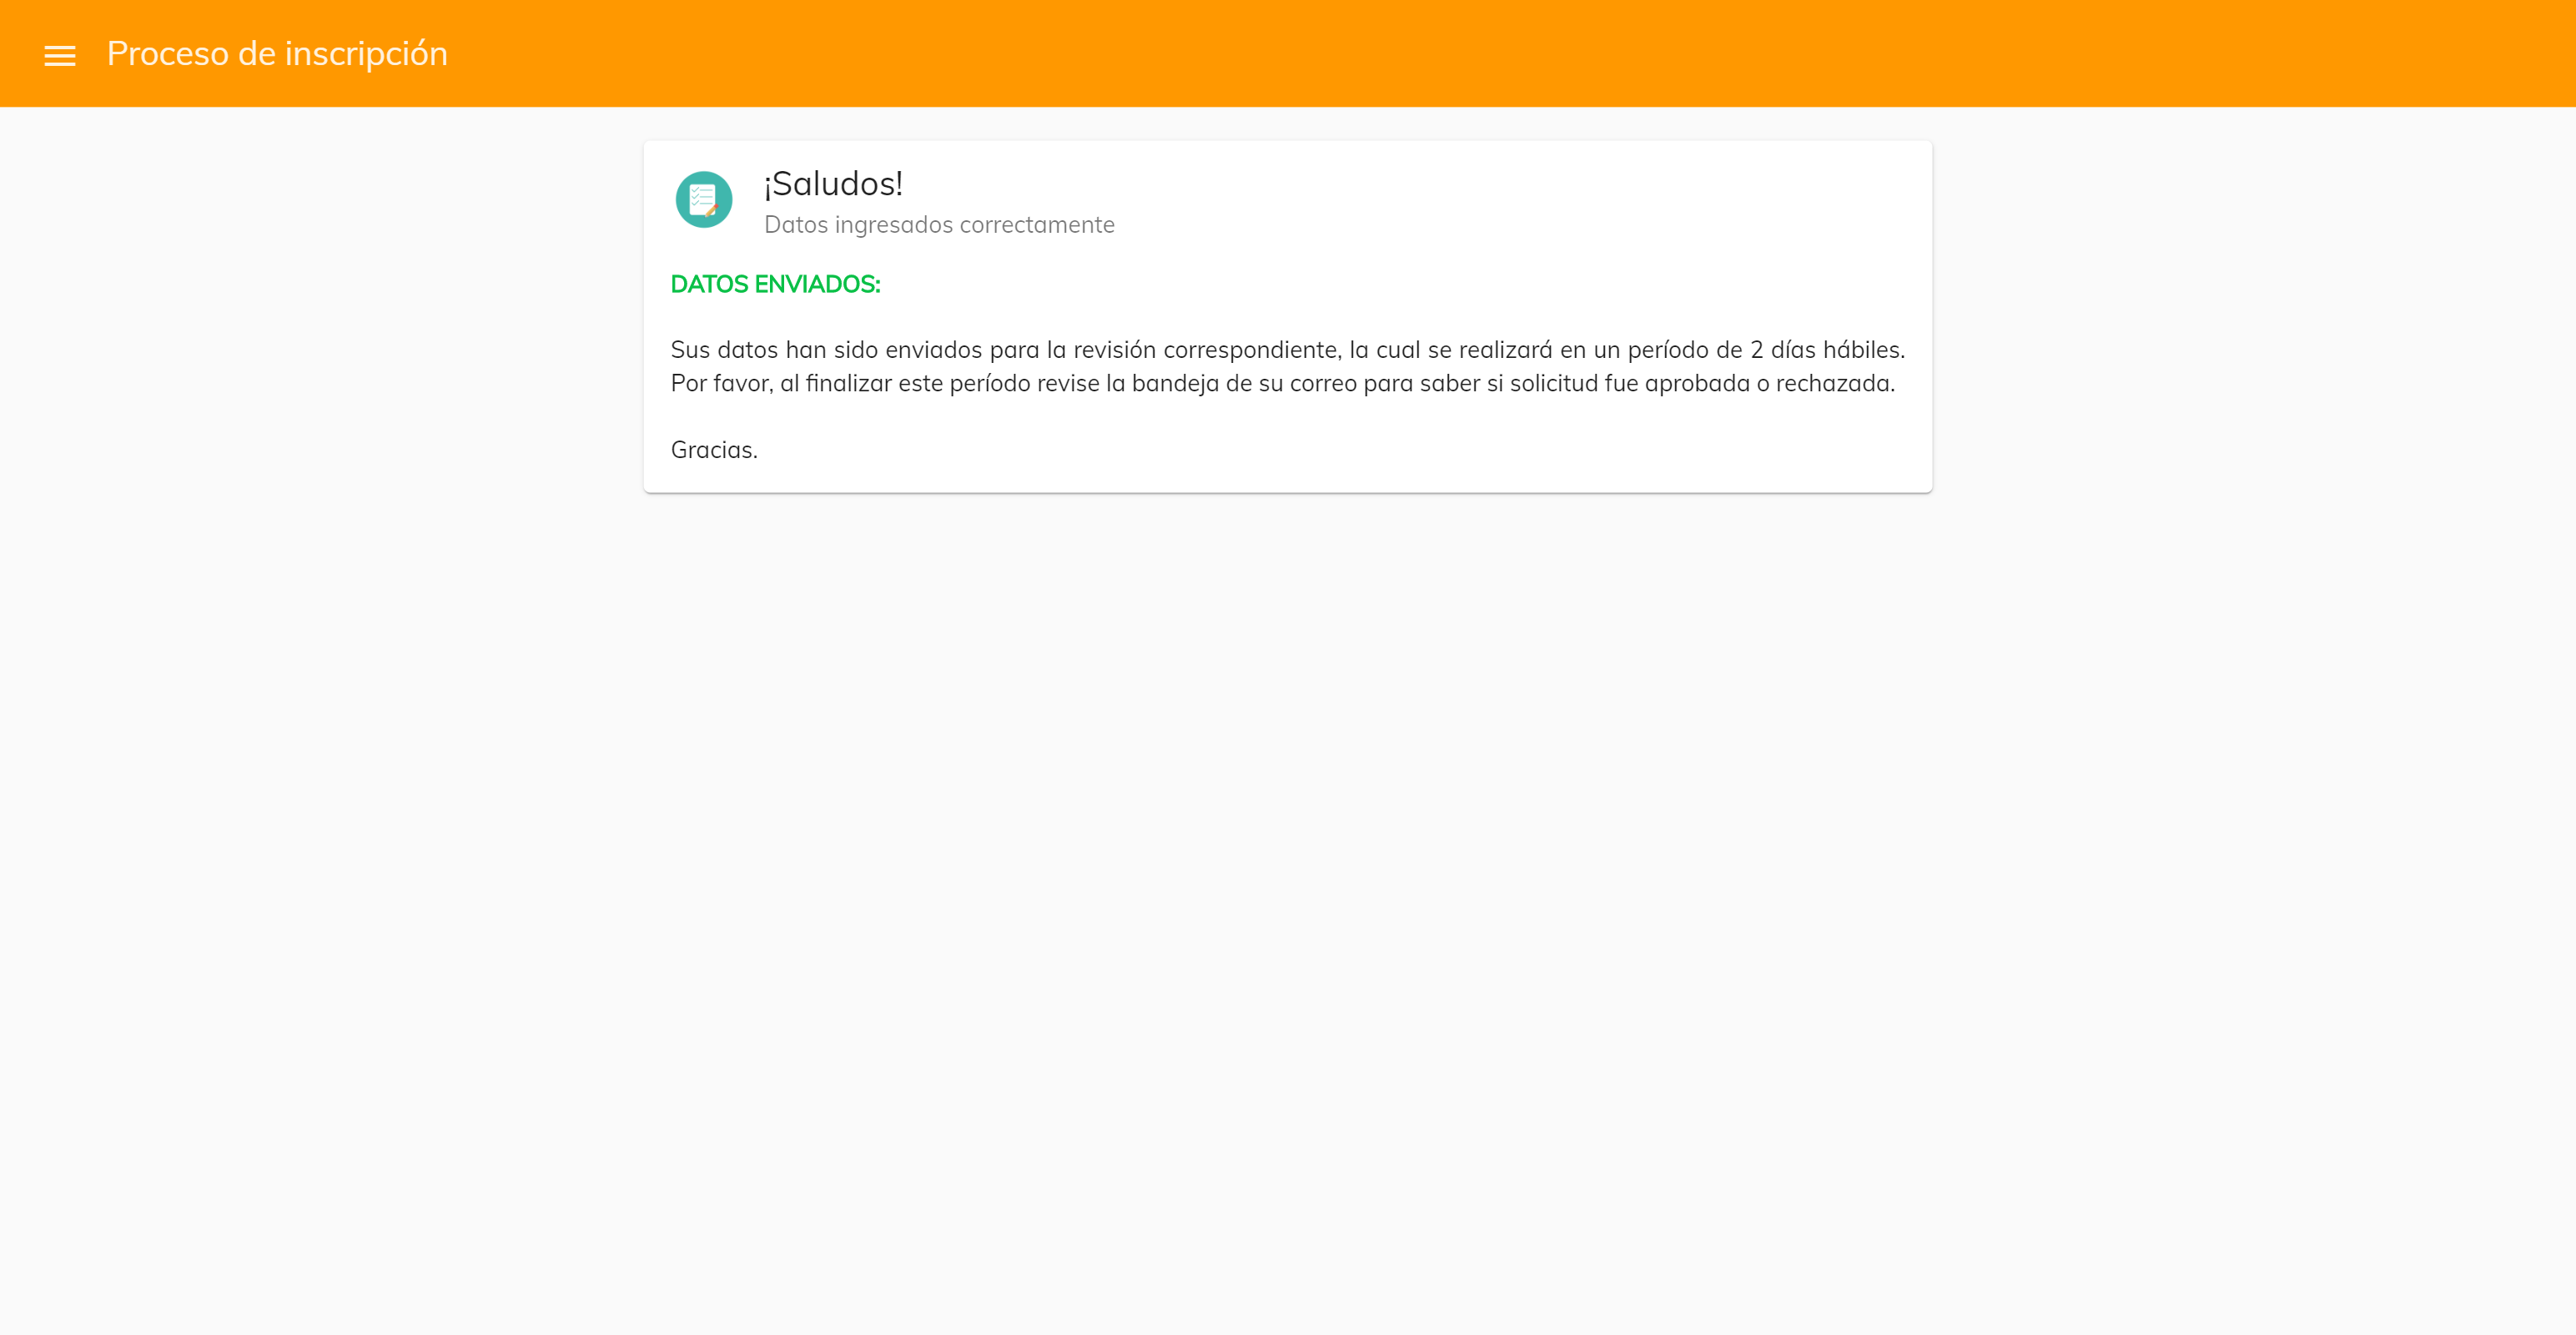 Proceso de inscripción
¡Saludos!
Datos ingresados correctamente
DATOS ENVIADOS:
Sus datos han sido enviados para la revisión correspondiente, la cual se realizará en un período de 2 días hábiles.
Por favor, al finalizar este período revise la bandeja de su correo para saber si solicitud fue aprobada o rechazada.
Gracias.